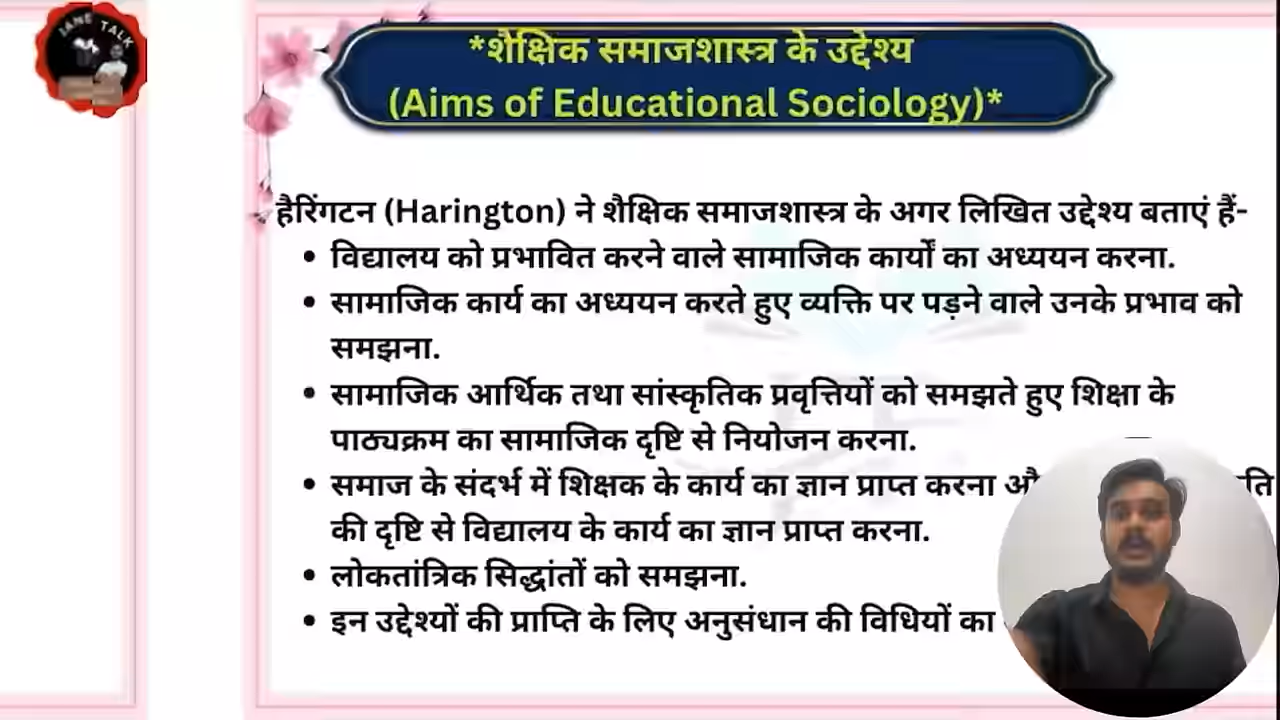 JANE TALK
*शैक्षिक समाजशास्त्र के उद्देश्य
(Aims of Educational Sociology)*
हैरिंगटन (Harington) ने शैक्षिक समाजशास्त्र के अगर लिखित उद्देश्य बताएं हैं-
• विद्यालय को प्रभावित करने वाले सामाजिक कार्यों का अध्ययन करना.
• सामाजिक कार्य का अध्ययन करते हुए व्यक्ति पर पड़ने वाले उनके प्रभाव को
समझना.
• सामाजिक आर्थिक तथा सांस्कृतिक प्रवृत्तियों को समझते हुए शिक्षा के
पाठ्यक्रम का सामाजिक दृष्टि से नियोजन करना.
• समाज के संदर्भ में शिक्षक के कार्य का ज्ञान प्राप्त करना
की दृष्टि से विद्यालय के कार्य का ज्ञान प्राप्त करना.
• लोकतांत्रिक सिद्धांतों को समझना.
• इन उद्देश्यों की प्राप्ति के लिए अनुसंधान की विधियों का